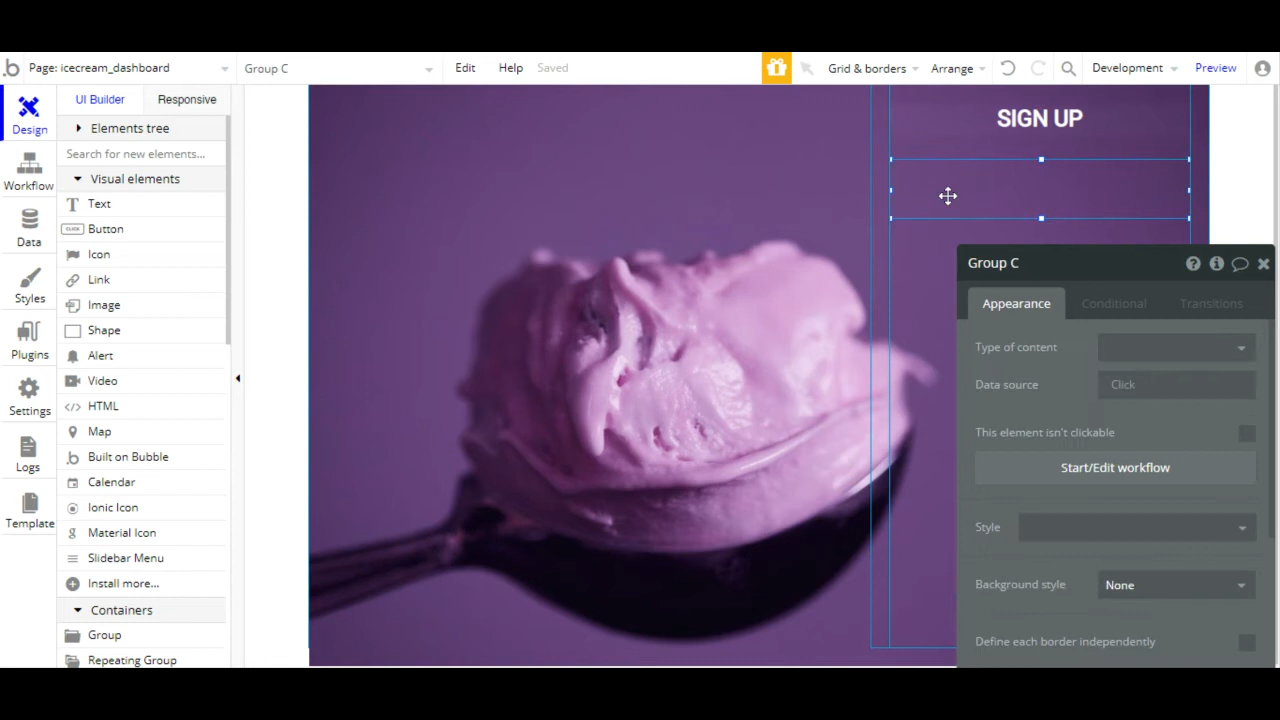 Page: icecream_dashboard
Group C
Edit
Help
Saved
Grid & borders
Arrange
Development
Preview
UI Builder
Responsive
Design
Elements tree
Search for new elements...
Visual elements
Workflow
Text
Button
CLICK
Data
Icon
Link
Styles
Image
Shape
Plugins
Alert
Video
Settings
HTML
Map
Logs
Built on Bubble
Calendar
Template
Ionic Icon
Material Icon
Slidebar Menu
Install more...
Containers
Group
Repeating Group
SIGN UP
Group C
Appearance
Conditional
Transitions
Type of content
Data source
Click
This element isn't clickable
Start/Edit workflow
Style
Background style
None
Define each border independently